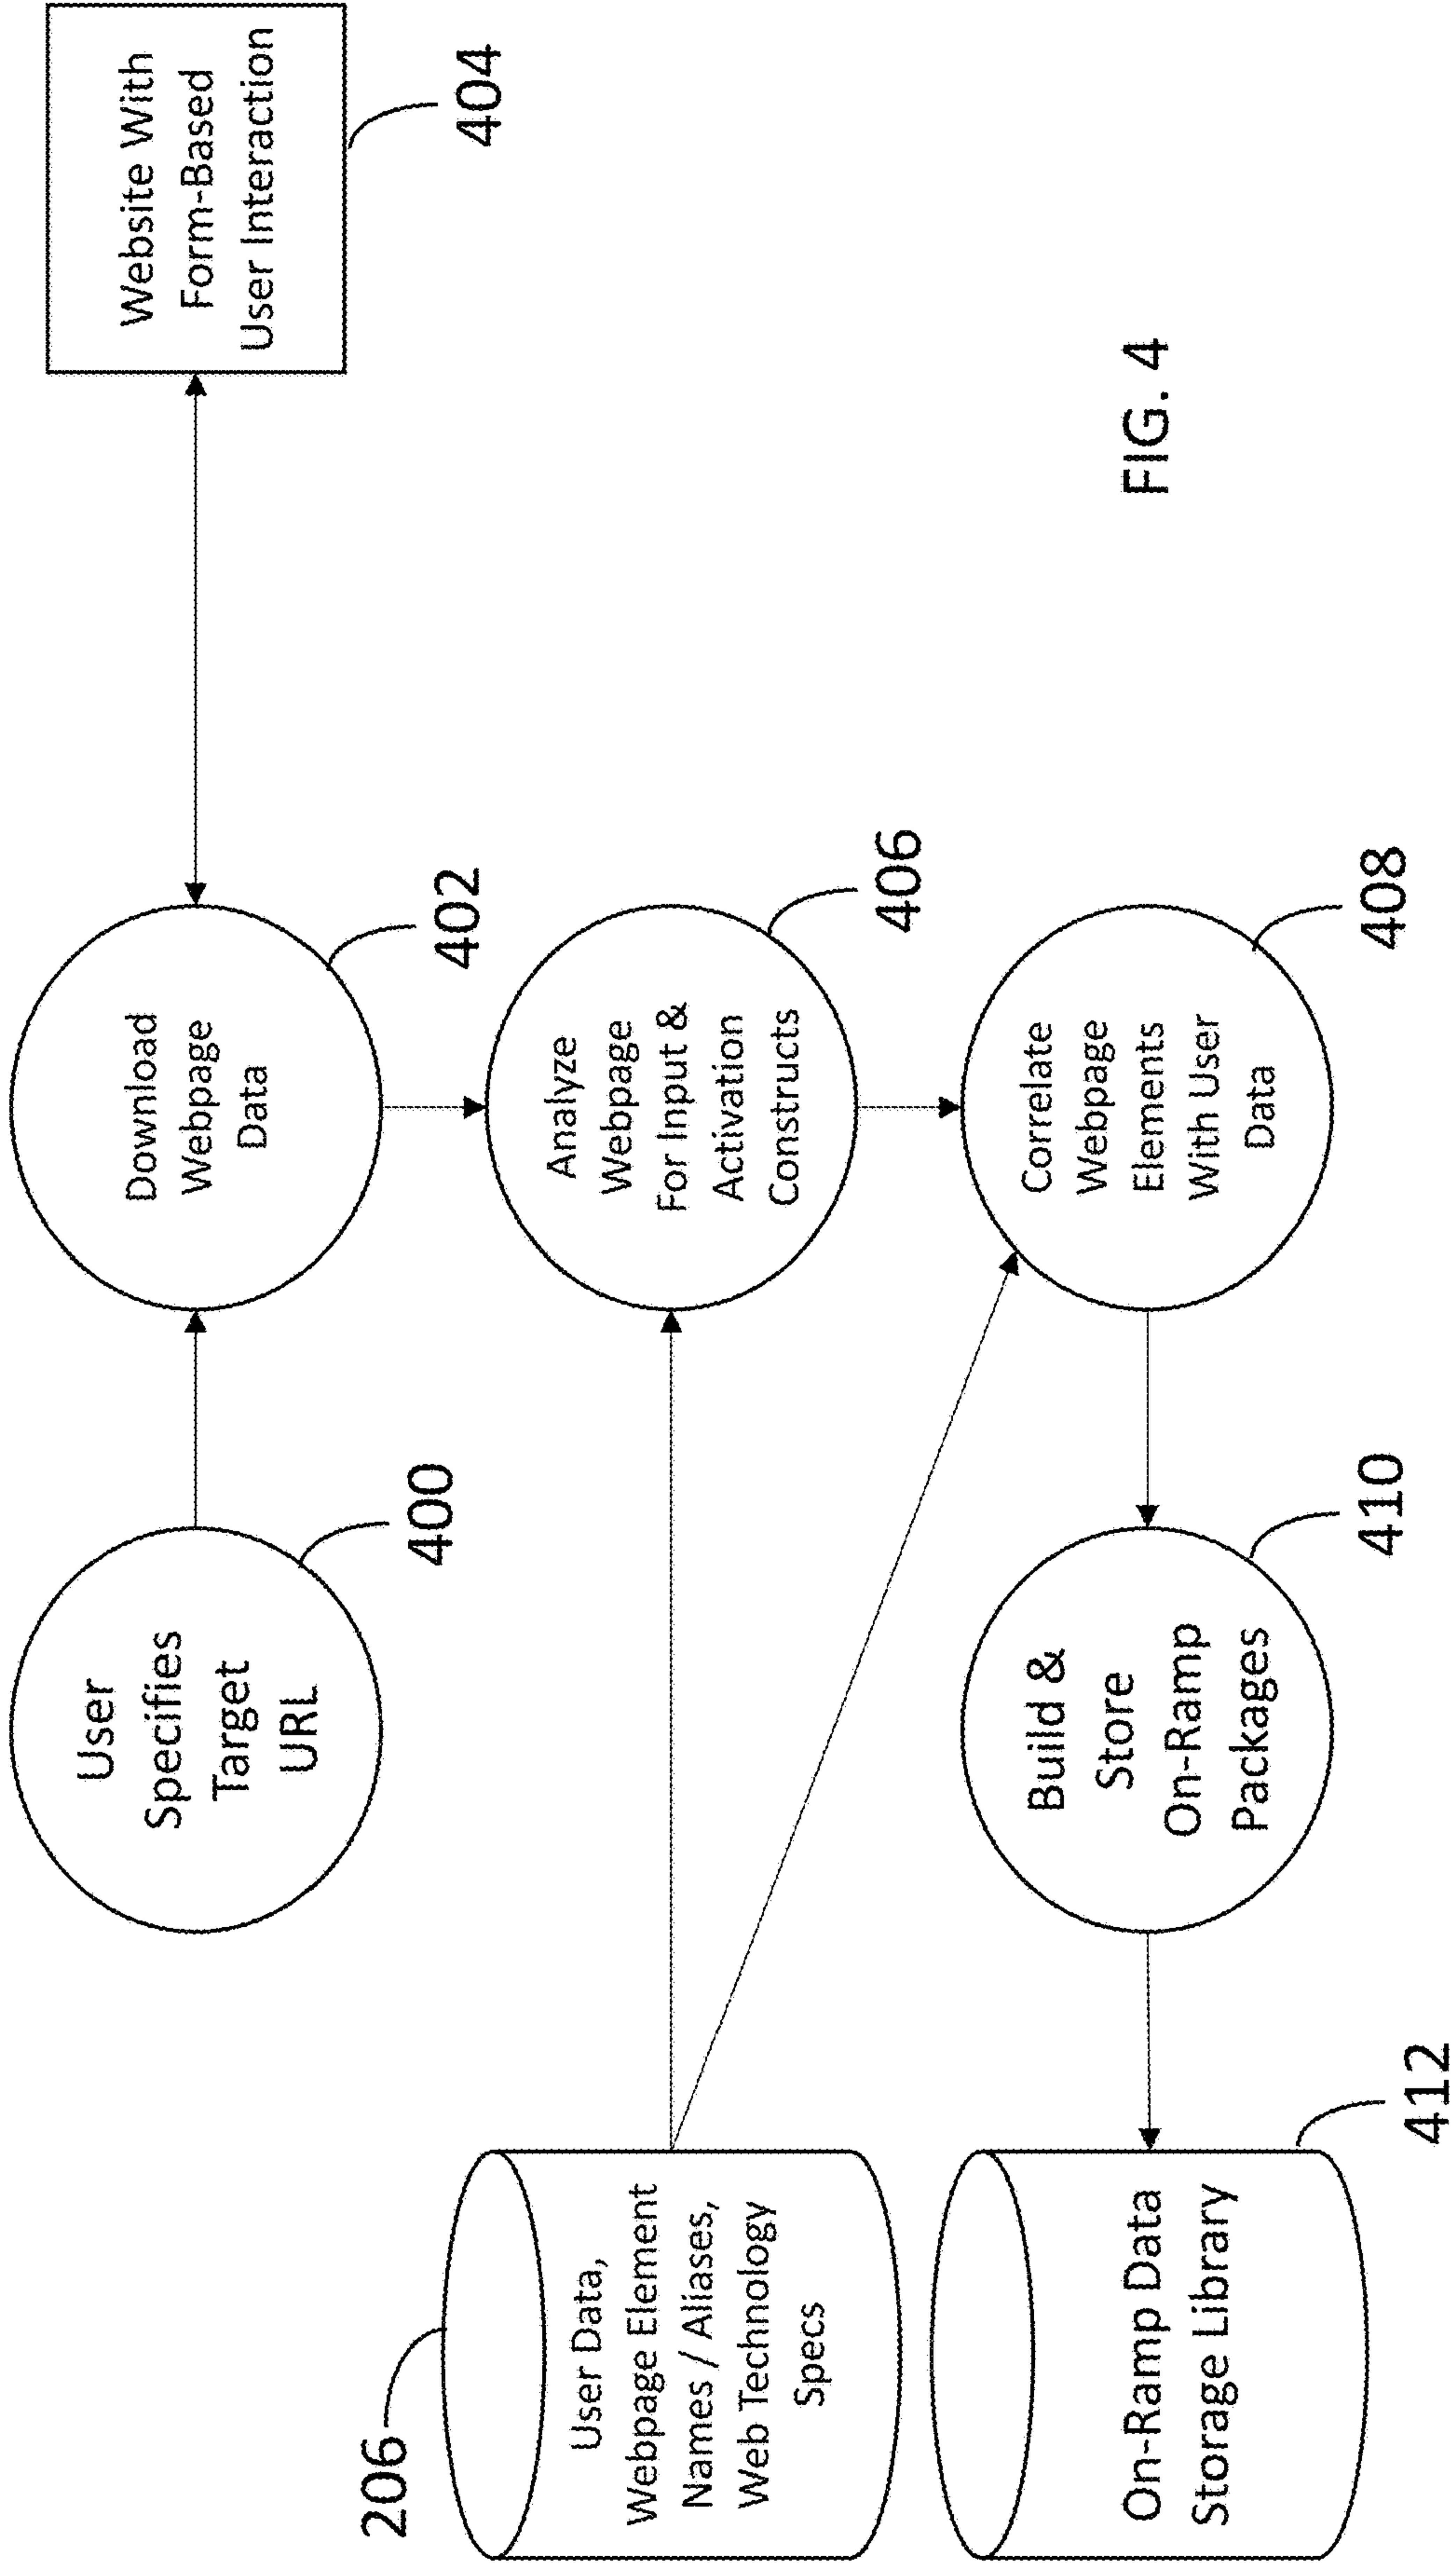 User
Specifies
Target
URL
400
Download
Webpage
Data
402
Website With
Form-Based
User Interaction
404
206
User Data,
Webpage Element
Names / Aliases,
Web Technology
Specs
Analyze
Webpage
For Input &
Activation
Constructs
406
On-Ramp Data
Storage Library
412
Build &
Store
On-Ramp
Packages
410
Correlate
Webpage
Elements
With User
Data
408
FIG. 4